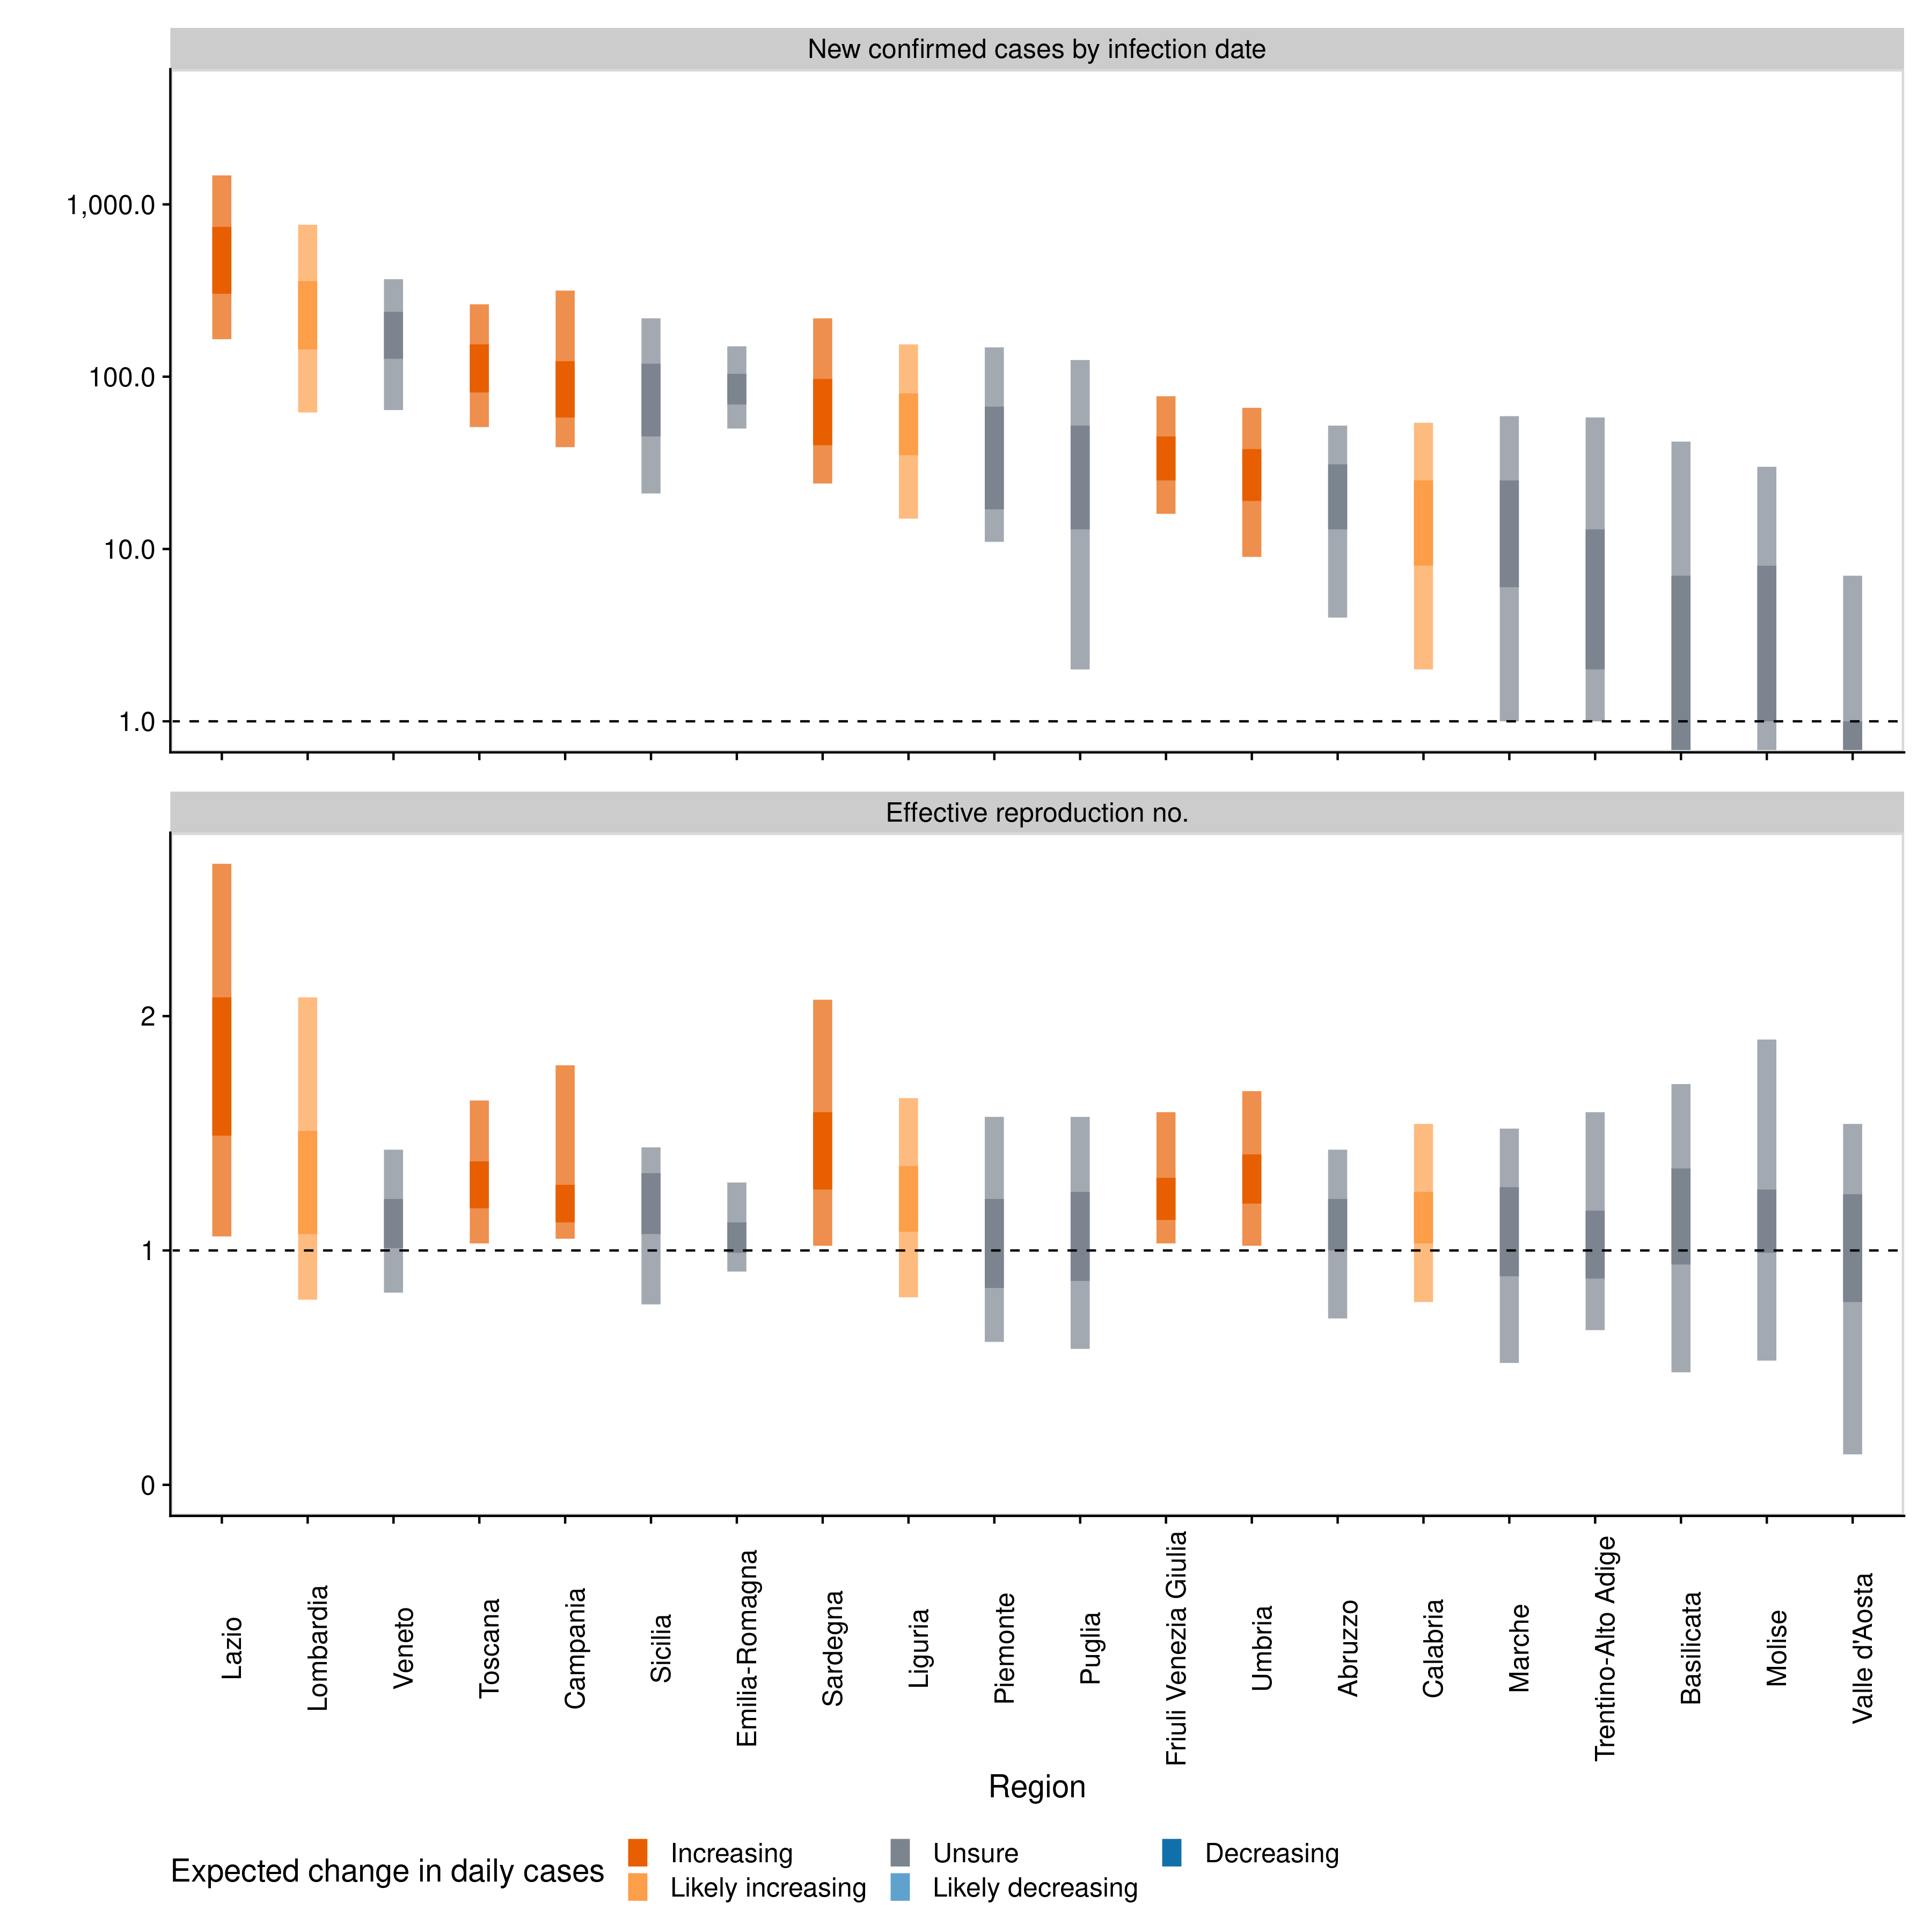 New confirmed cases by infection date
1,000.0
100.0
10.0
1.0
Effective reproduction no.
2
1
0
Lazio
Lombardia
Veneto
Toscana
Campania
Sicilia
Emilia-Romagna
Sardegna
Liguria
Piemonte
Puglia
Friuli Venezia Giulia
Umbria
Abruzzo
Calabria
Marche
Trentino-Alto Adige
Basilicata
Molise
Valle d'Aosta
Region
Expected change in daily cases
Increasing
Likely increasing
Unsure
Likely decreasing
Decreasing